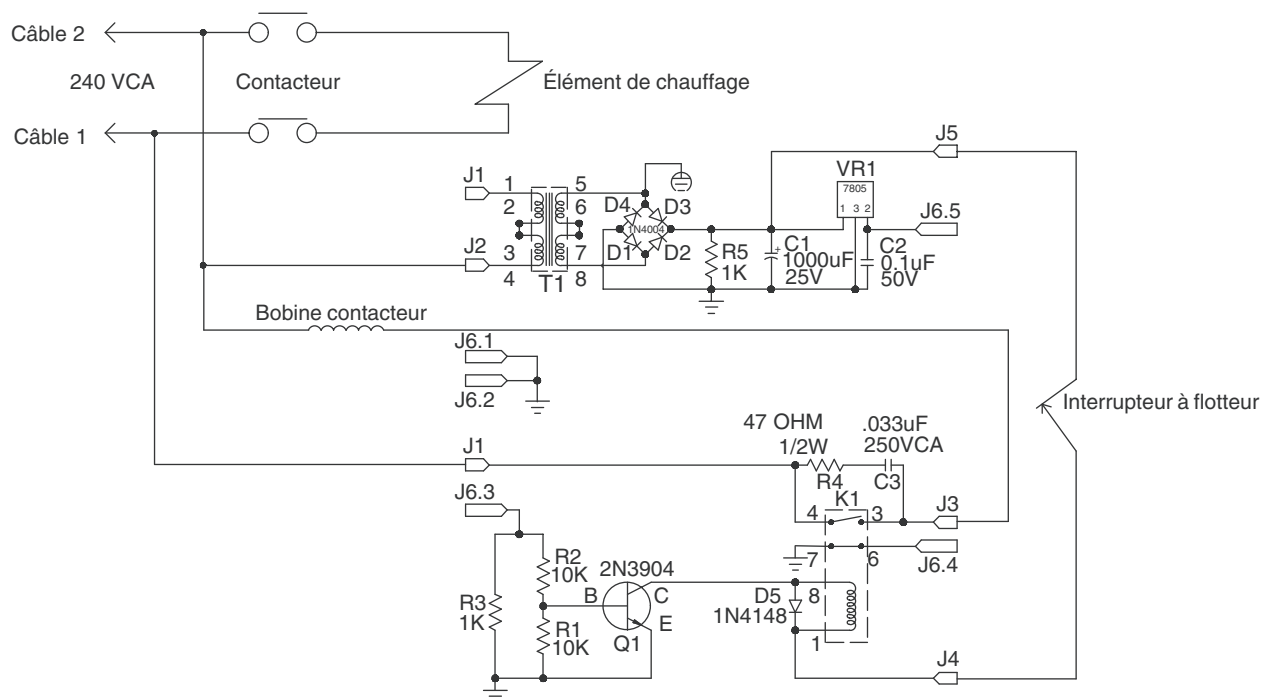 Câble 2
240 VCA
Contacteur
Élément de chauffage
Câble 1
J5
VR1
7805
1 3 2
J6.5
J1
1
2
5
6
D4
D3
1N4004
D1
D2
J2
3
4
7
8
T1
R5
1K
+
C1
1000uF
25V
C2
0.1uF
50V
Bobine contacteur
J6.1
J6.2
Interrupteur à flotteur
47 OHM
1/2W
.033uF
250VCA
J1
R4
C3
K1
J6.3
4
3
J3
7
6
J6.4
R2
10K
2N3904
R3
1K
B
C
E
D5
1N4148
8
R1
10K
Q1
1
J4